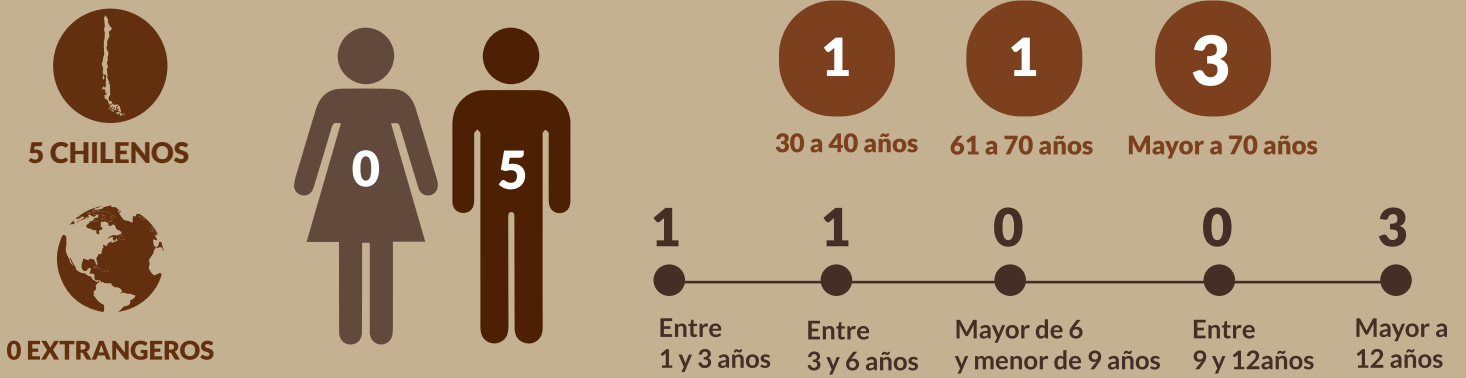 5 CHILENOS
0 EXTRANGEROS
0
5
1 1 3
30 a 40 años 61 a 70 años Mayor a 70 años
1 1 0 0 3
Entre
1 y 3 años
Entre
3 y 6 años
Mayor de 6
y menor de 9 años
Entre
9 y 12años
Mayor a
12 años